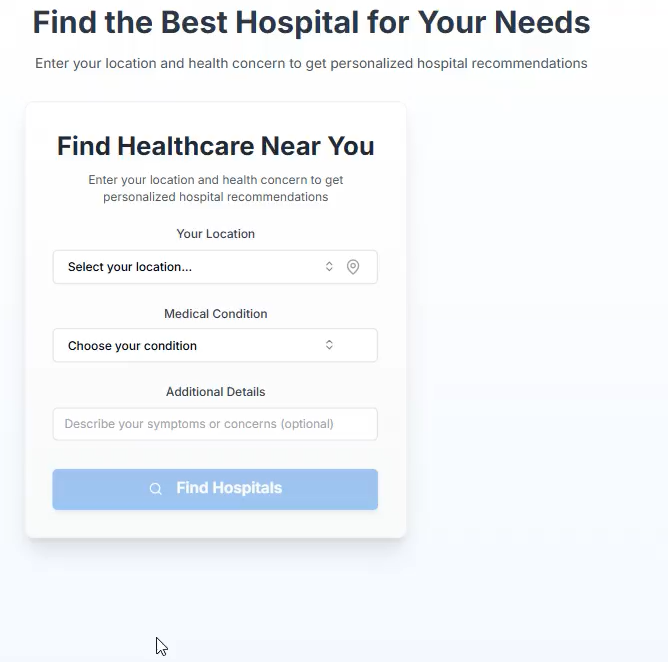 Find the Best Hospital for Your Needs
Enter your location and health concern to get personalized hospital recommendations
Find Healthcare Near You
Enter your location and health concern to get
personalized hospital recommendations
Your Location
Select your location...
Medical Condition
Choose your condition
Additional Details
Describe your symptoms or concerns (optional)
Find Hospitals